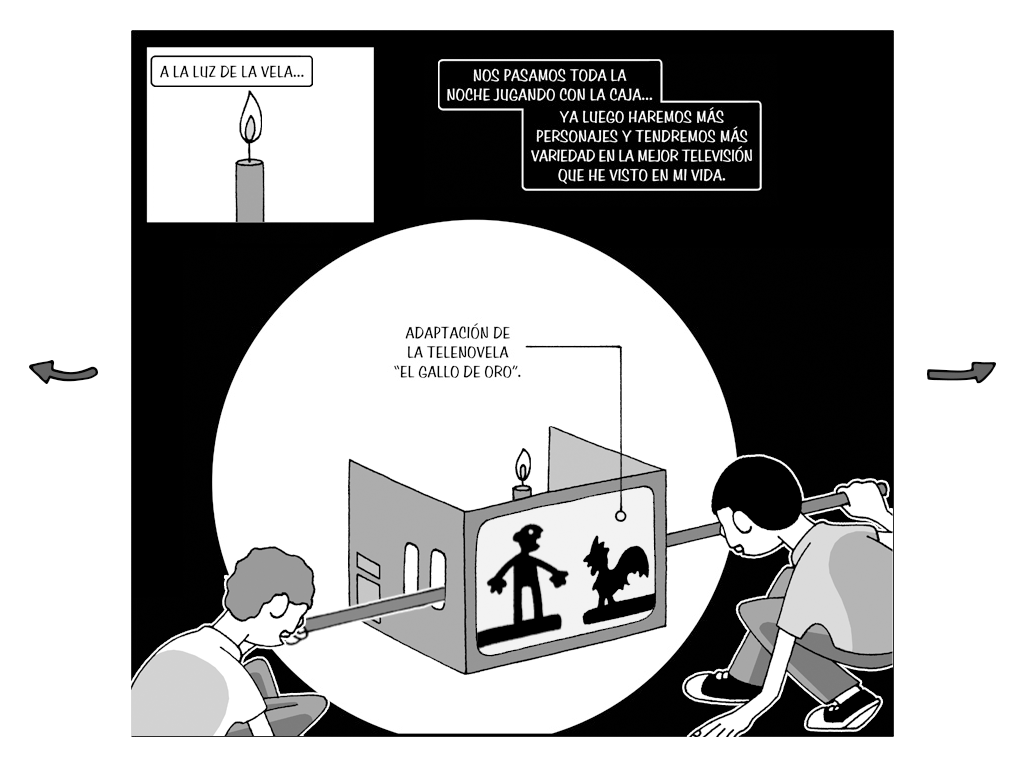 A LA LUZ DE LA VELA...
NOS PASAMOS TODA LA
NOCHE JUGANDO CON LA CAJA...
YA LUEGO HAREMOS MÁS
PERSONAJES Y TENDREMOS MÁS
VARIEDAD EN LA MEJOR TELEVISIÓN
QUE HE VISTO EN MI VIDA.
ADAPTACIÓN DE
LA TELENOVELA
“EL GALLO DE ORO”.